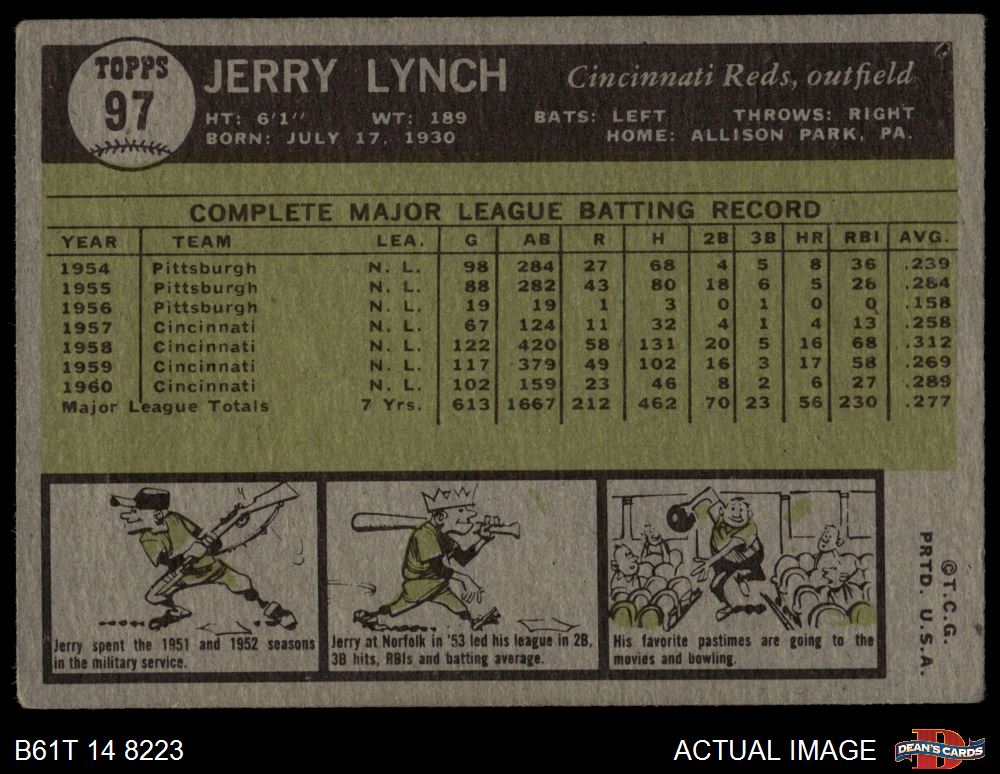 TOPPS
97
JERRY LYNCH Cincinnati Reds, outfield
HT: 6'1'' WT: 189 BATS: LEFT THROWS: RIGHT
BORN: JULY 17, 1930 HOME: ALLISON PARK, PA.
COMPLETE MAJOR LEAGUE BATTING RECORD
YEAR TEAM LEA. G AB R H 2B 3B HR RBI AVG.
1954 Pittsburgh N. L. 98 284 27 68 4 5 8 36 .239
1955 Pittsburgh N. L. 88 282 43 80 18 6 5 28 .284
1956 Pittsburgh N. L. 19 19 1 3 0 1 0 0 .158
1957 Cincinnati N. L. 67 124 11 32 4 1 4 13 .258
1958 Cincinnati N. L. 122 420 58 131 20 5 16 68 .312
1959 Cincinnati N. L. 117 379 49 102 16 3 17 58 .269
1960 Cincinnati N. L. 102 159 23 46 8 2 6 27 .289
Major League Totals 7 Yrs. 613 1667 212 462 70 23 56 230 .277
Jerry spent the 1951 and 1952 seasons
in the military service.
Jerry at Norfolk in '53 led his league in 2B,
3B hits, RBIs and batting average.
His favorite pastimes are going to the
movies and bowling.
©T.C.G.
PRTD. U.S.A.
B61T 14 8223
ACTUAL IMAGE
DEAN'S CARDS